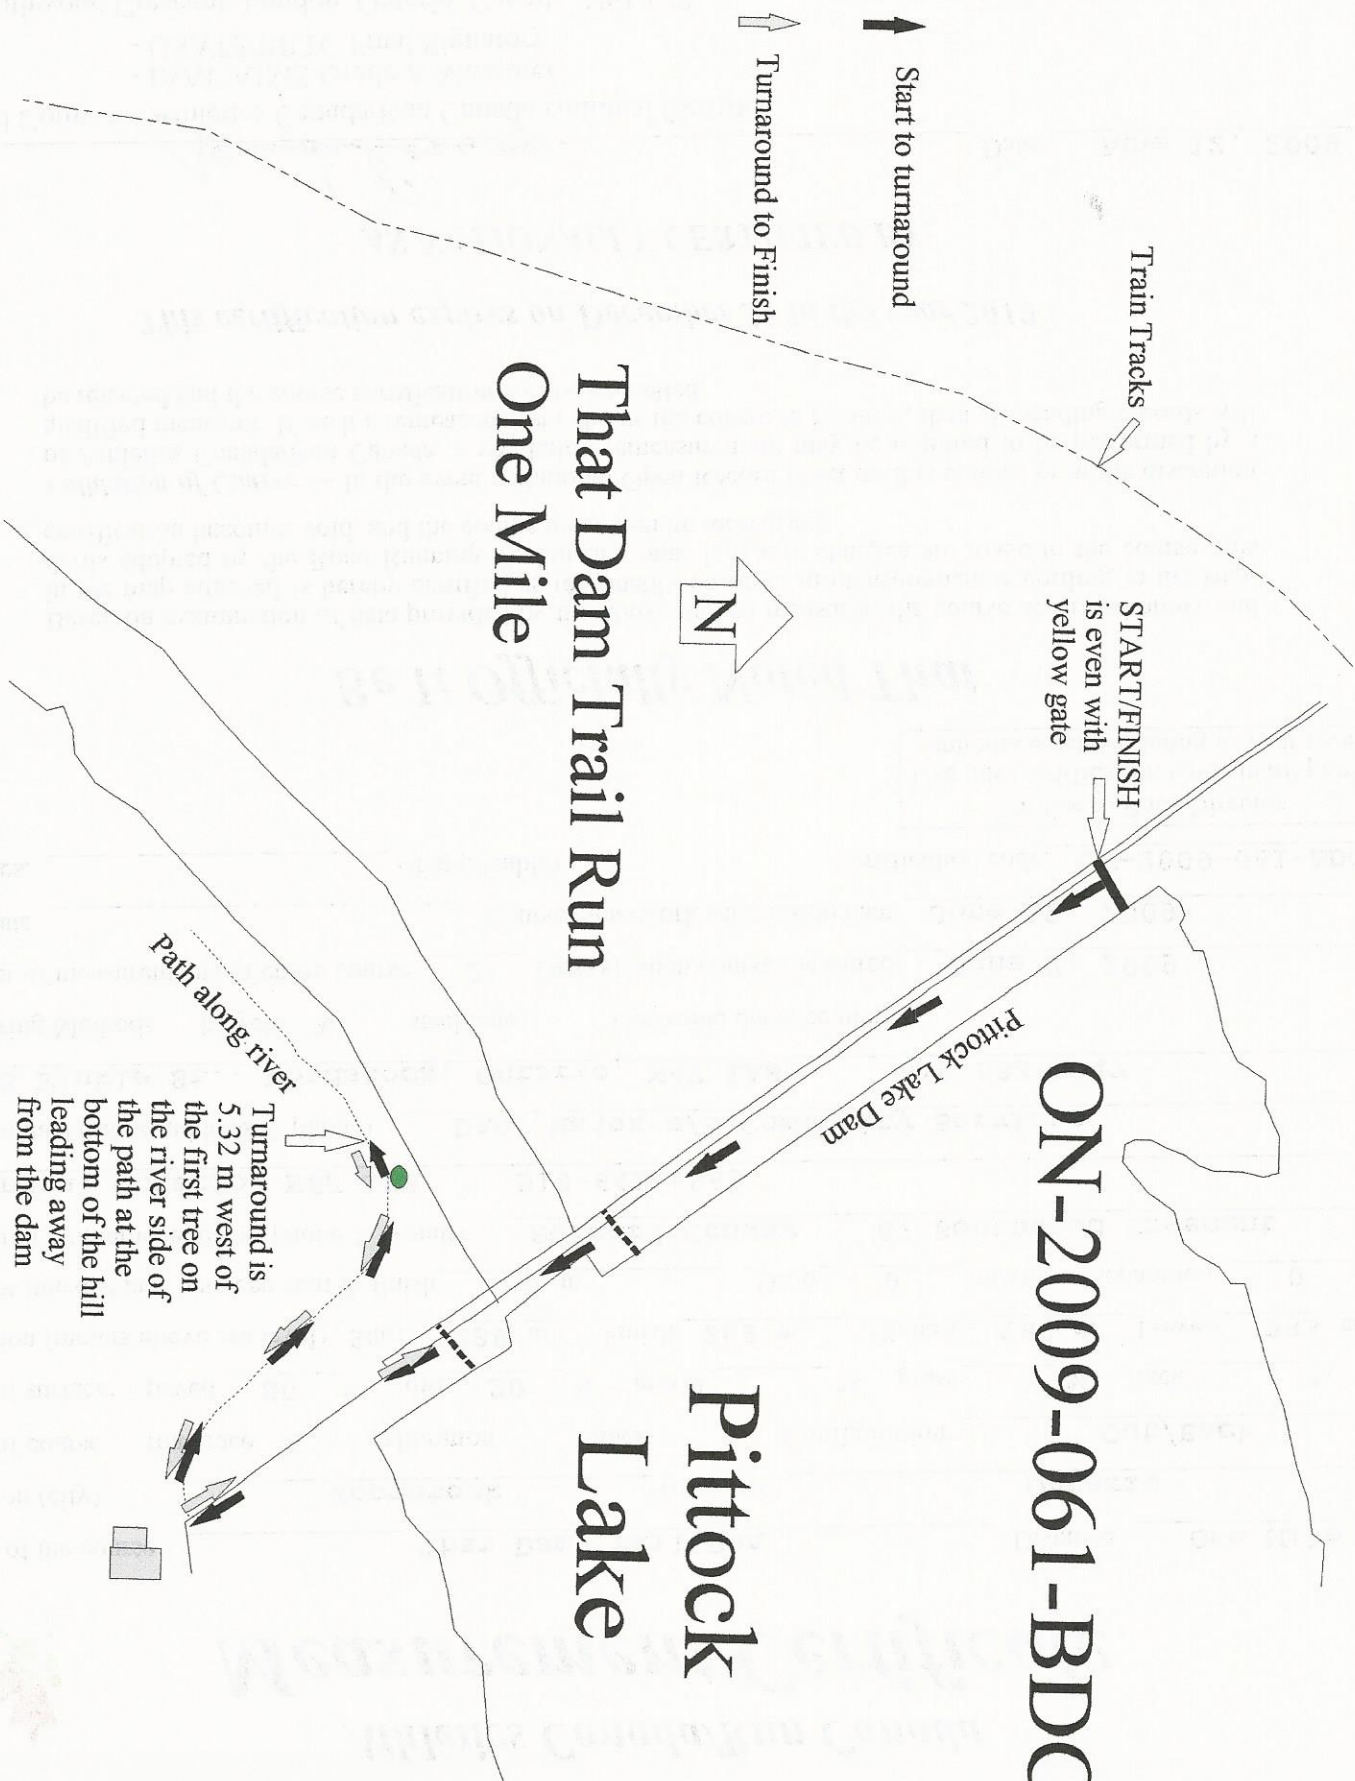 Train Tracks
START/FINISH
is even with
yellow gate
ON-2009-061-BDC
Start to turnaround
Turnaround to Finish
Pittock Lake Dam
N
Pittock
Lake
That Dam Trail Run
One Mile
Path along river
Turnaround is
5.32 m west of
the first tree on
the river side of
the path at the
bottom of the hill
leading away
from the dam